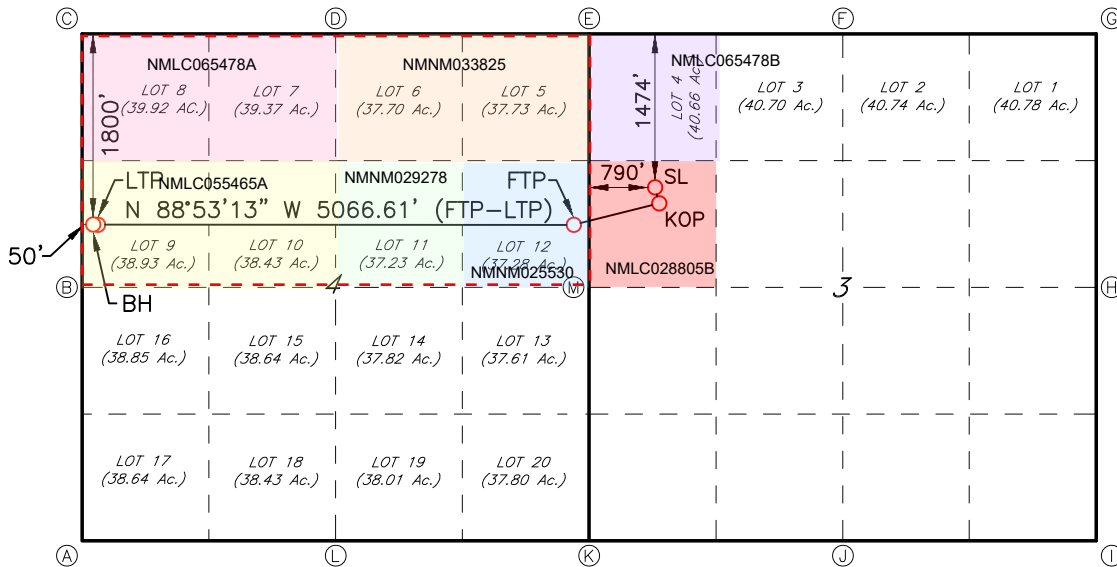 C D E F G
NMLC065478A NMNM033825 NMLC065478B
LOT 8
(39.92 AC.)
LOT 7
(39.37 AC.)
LOT 6
(37.70 Ac.)
LOT 5
(37.73 Ac.)
LOT 4
(40.66 Ac.)
LOT 3
(40.70 Ac.)
LOT 2
(40.74 Ac.)
LOT 1
(40.78 Ac.)
1800'
1474'
790'
SL
KOP
LTP
NMLC055465A
NMNM029278
FTP
N 88°53'13" W 5066.61' (FTP-LTP)
50'
LOT 9
(38.93 Ac.)
LOT 10
(38.43 Ac.)
LOT 11
(37.23 Ac.)
LOT 12
(37.28 Ac.)
NMNM025530
NMLC028805B
B 4 M 3 H
BH
LOT 16
(38.85 Ac.)
LOT 15
(38.64 Ac.)
LOT 14
(37.82 Ac.)
LOT 13
(37.61 Ac.)
LOT 17
(38.64 Ac.)
LOT 18
(38.43 Ac.)
LOT 19
(38.01 Ac.)
LOT 20
(37.80 Ac.)
A L K J I